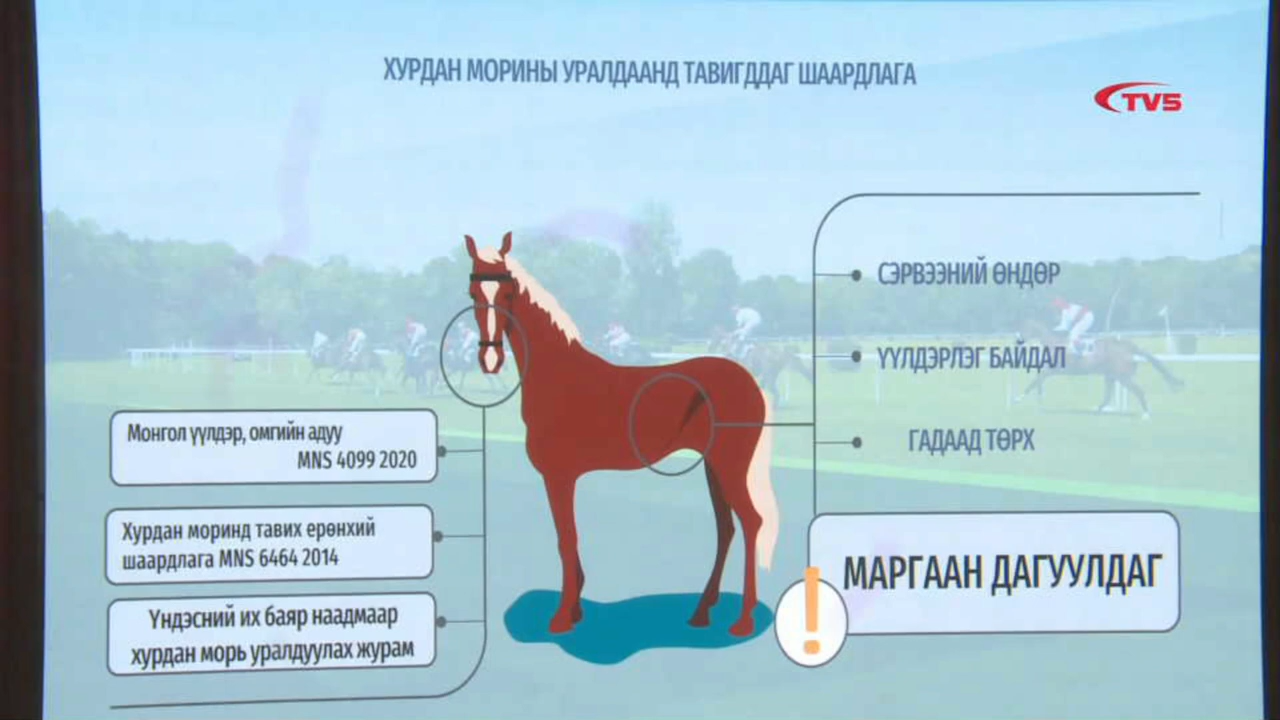 ХУРДАН МОРИНЫ УРАЛДААНД ТАВИГДДАГ ШААРДЛАГА
TV5
СЭРВЭЭНИЙ ӨНДӨР
ҮҮЛДЭРЛЭГ БАЙДАЛ
ГАДААД ТӨРХ
МАРГААН ДАГУУЛДАГ
!
Монгол үүлдэр, омгийн адуу
MNS 4099 2020
Хурдан моринд тавих ерөнхий
шаардлага MNS 6464 2014
Үндэсний их баяр наадмаар
хурдан морь уралдуулах журам